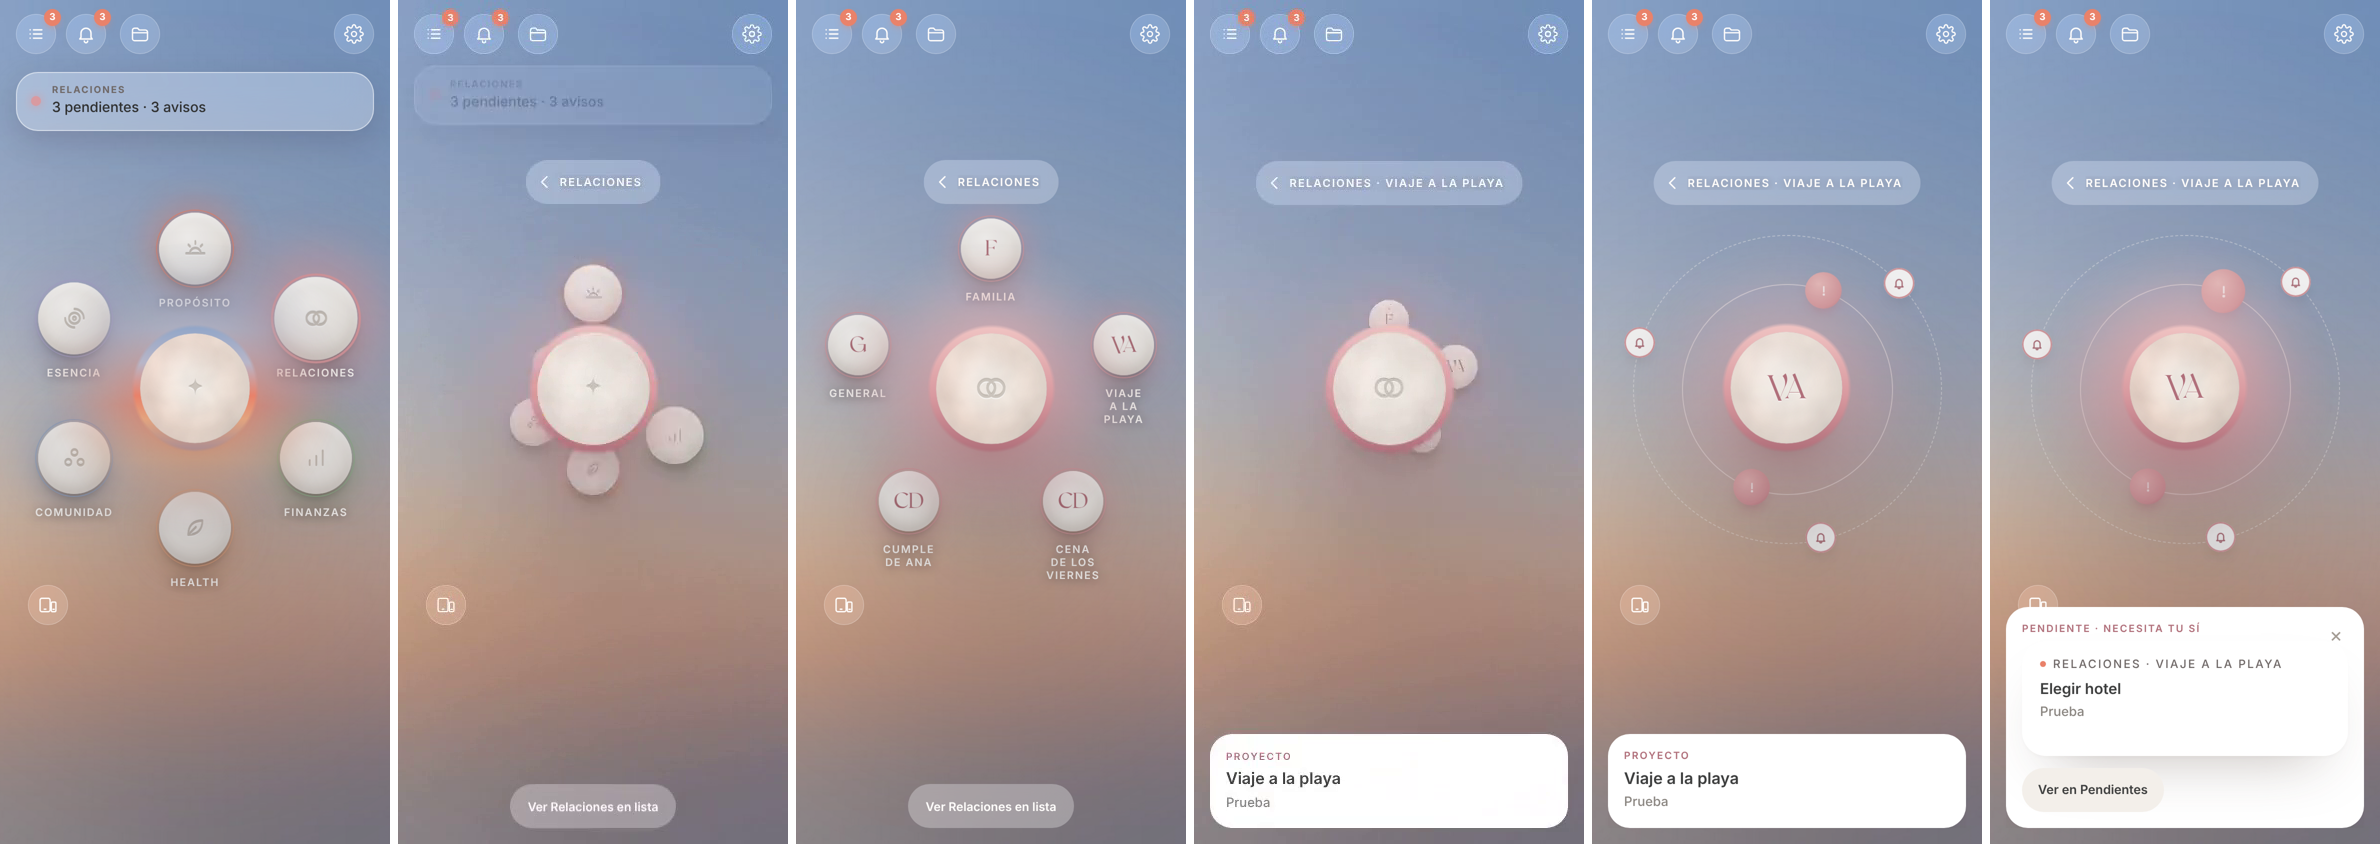 3
3
RELACIONES
3 pendientes · 3 avisos
PROPÓSITO
ESENCIA
RELACIONES
COMUNIDAD
FINANZAS
HEALTH
3
3
RELACIONES
3 pendientes · 3 avisos
RELACIONES
Ver Relaciones en lista
3
3
RELACIONES
F
FAMILIA
G
GENERAL
VA
VIAJE
A LA
PLAYA
CD
CUMPLE
DE ANA
CD
CENA
DE LOS
VIERNES
Ver Relaciones en lista
3
3
RELACIONES · VIAJE A LA PLAYA
F
VA
PROYECTO
Viaje a la playa
Prueba
3
3
RELACIONES · VIAJE A LA PLAYA
!
VA
!
PROYECTO
Viaje a la playa
Prueba
3
3
RELACIONES · VIAJE A LA PLAYA
!
VA
!
PENDIENTE · NECESITA TU SÍ
RELACIONES · VIAJE A LA PLAYA
Elegir hotel
Prueba
Ver en Pendientes